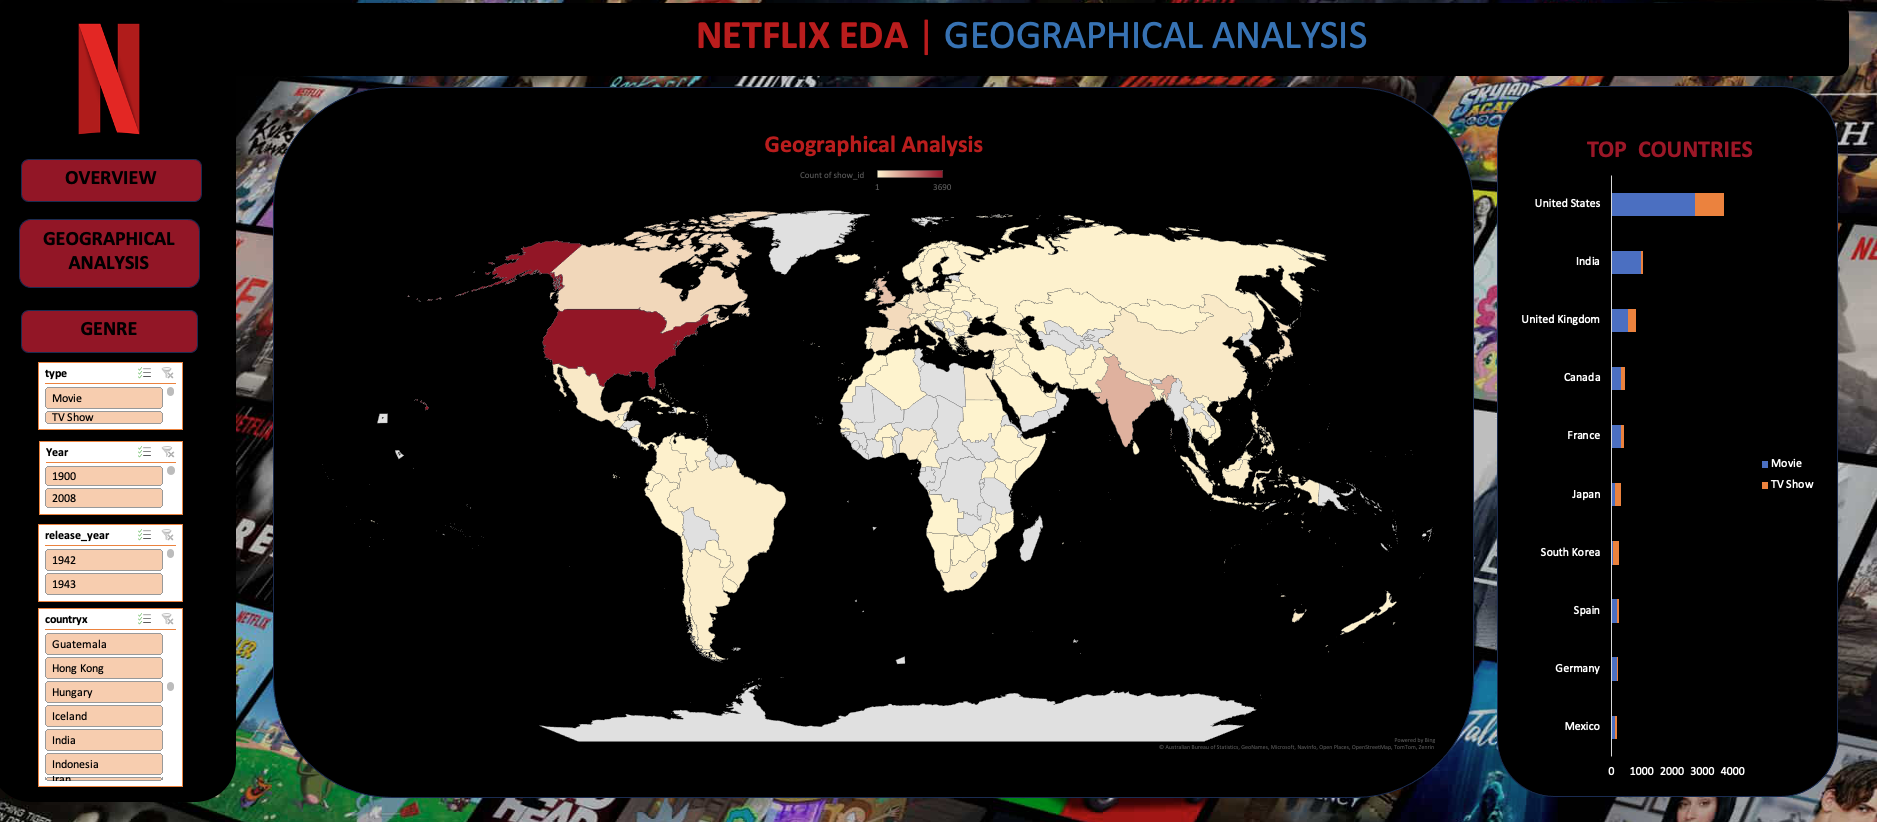 NETFLIX EDA | GEOGRAPHICAL ANALYSIS
OVERVIEW
GEOGRAPHICAL
ANALYSIS
GENRE
type
Movie
TV Show
Year
1900
2008
release_year
1942
1943
countryx
Guatemala
Hong Kong
Hungary
Iceland
India
Indonesia
Iran
Geographical Analysis
Count of show_id
1 3690
Powered by Bing
© Australian Bureau of Statistics, GeoNames, Microsoft, Navinfo, Open Places, OpenStreetMap, TomTom, Zenrin
TOP COUNTRIES
United States
India
United Kingdom
Canada
France
Japan
South Korea
Spain
Germany
Mexico
0 1000 2000 3000 4000
Movie
TV Show
NETFLIX
NETFLIX
NETFLIX